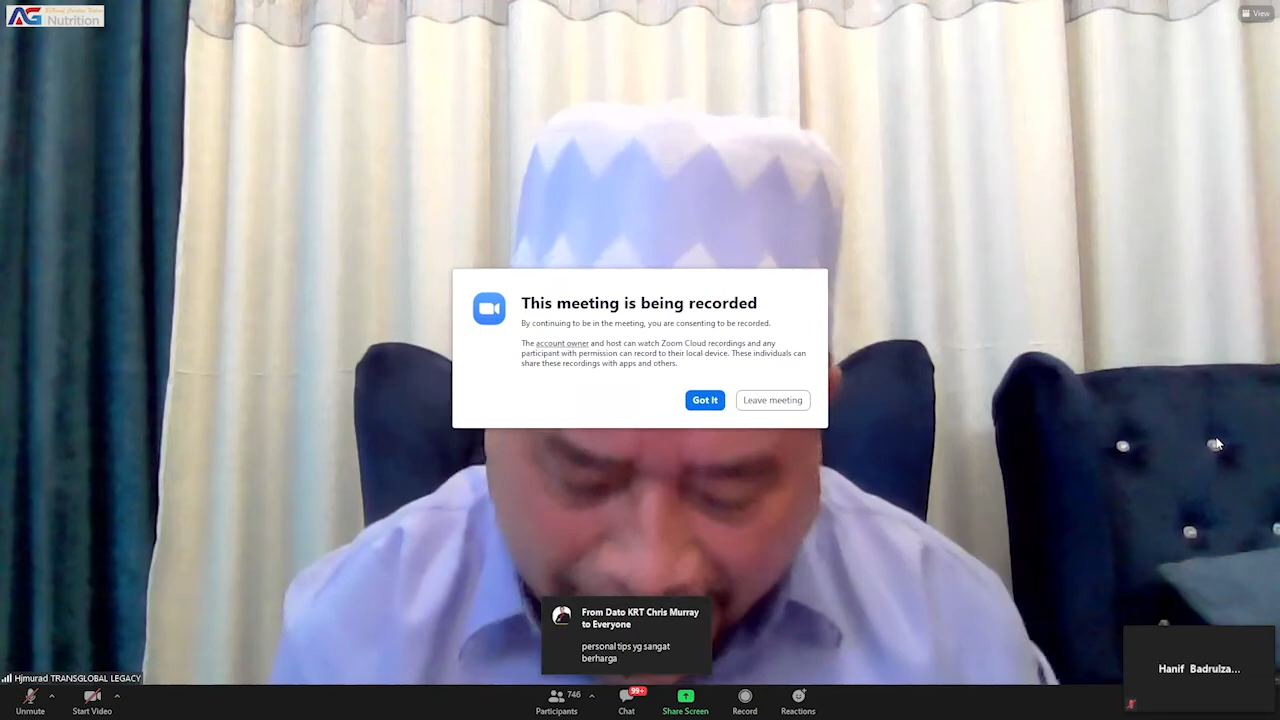 AG
Nutrition
View
This meeting is being recorded
By continuing to be in the meeting, you are consenting to be recorded.
The account owner and host can watch Zoom Cloud recordings and any
participant with permission can record to their local device. These individuals can
share these recordings with apps and others.
Got It
Leave meeting
From Dato KRT Chris Murray
to Everyone
personal tips yg sangat
berharga
Hanif Badrulza...
Hjmurad TRANSGLOBAL LEGACY
Unmute
Start Video
746
Participants
99+
Chat
Share Screen
Record
Reactions